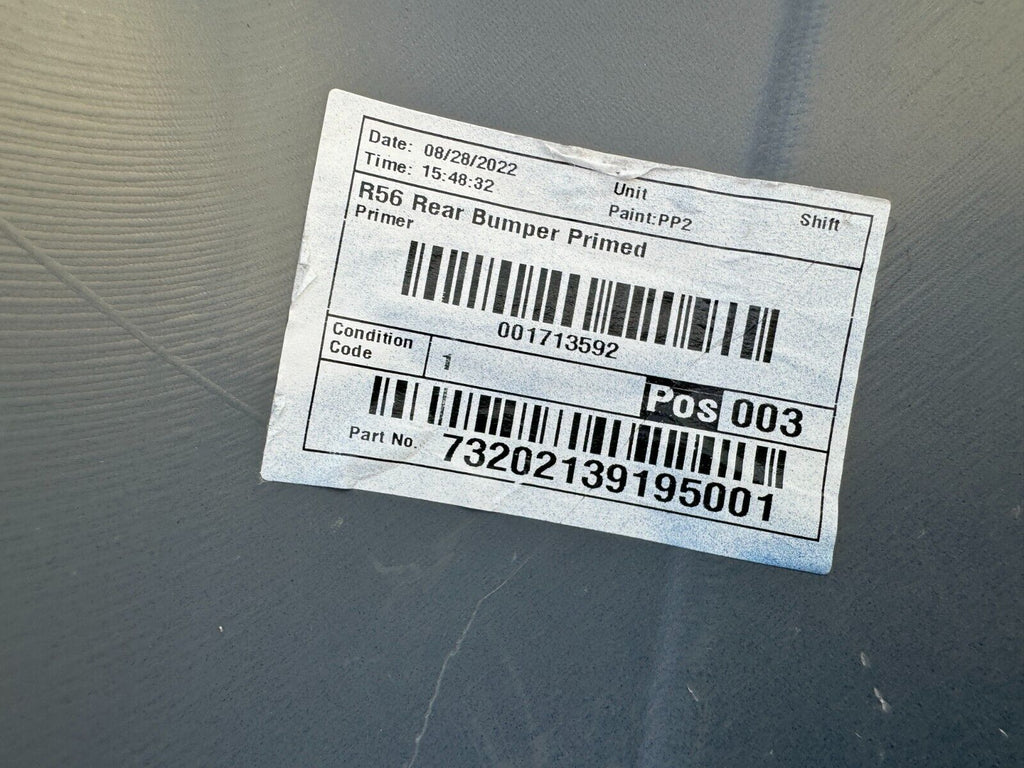 Date: 08/28/2022
Time: 15:48:32
Unit
Paint:PP2
Shift
R56 Rear Bumper Primed
Primer
001713592
Condition
Code
1
Pos 003
Part No. 73202139195001